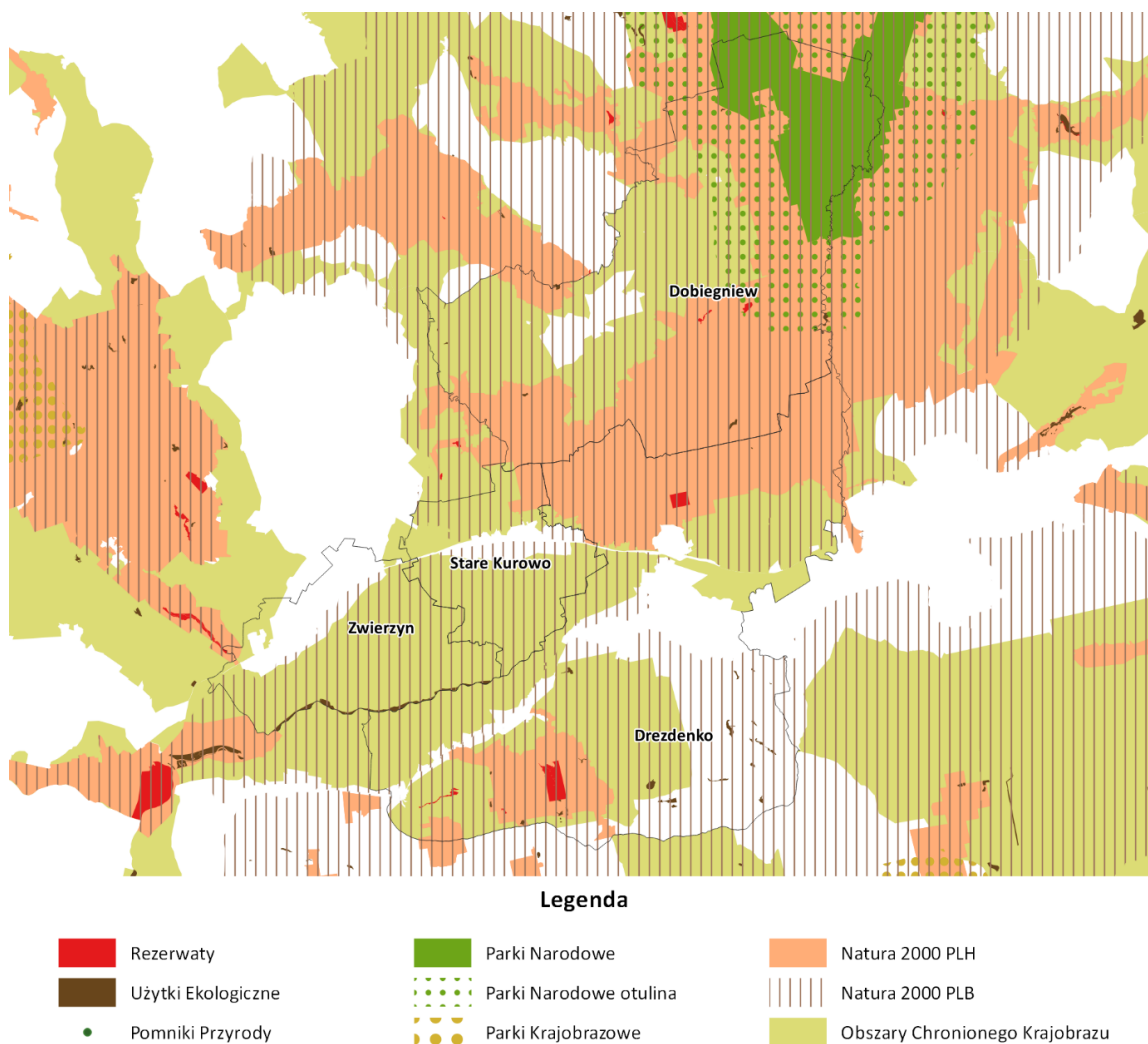 Dobiegniew
Stare Kurowo
Zwierzyn
Drezdenko
Legenda
Rezerwaty
Parki Narodowe
Natura 2000 PLH
Użytki Ekologiczne
Parki Narodowe otulina
Natura 2000 PLB
Pomniki Przyrody
Parki Krajobrazowe
Obszary Chronionego Krajobrazu